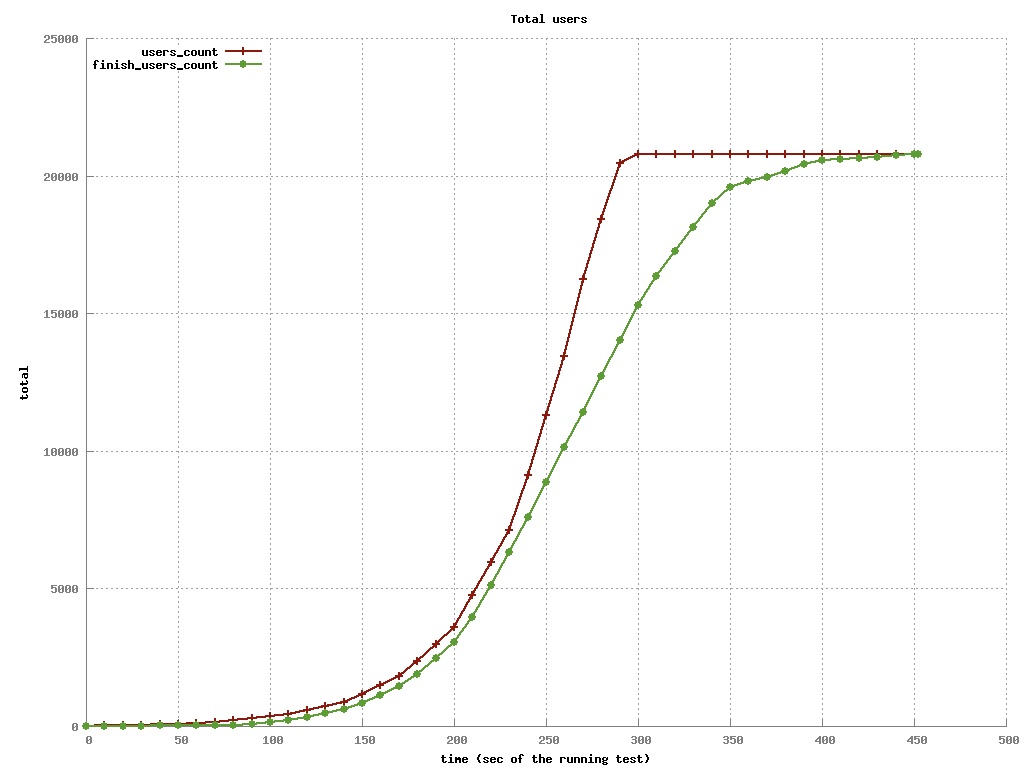 Total users
25000
users_count
finish_users_count
20000
15000
total
10000
5000
0
0 50 100 150 200 250 300 350 400 450 500
time (sec of the running test)